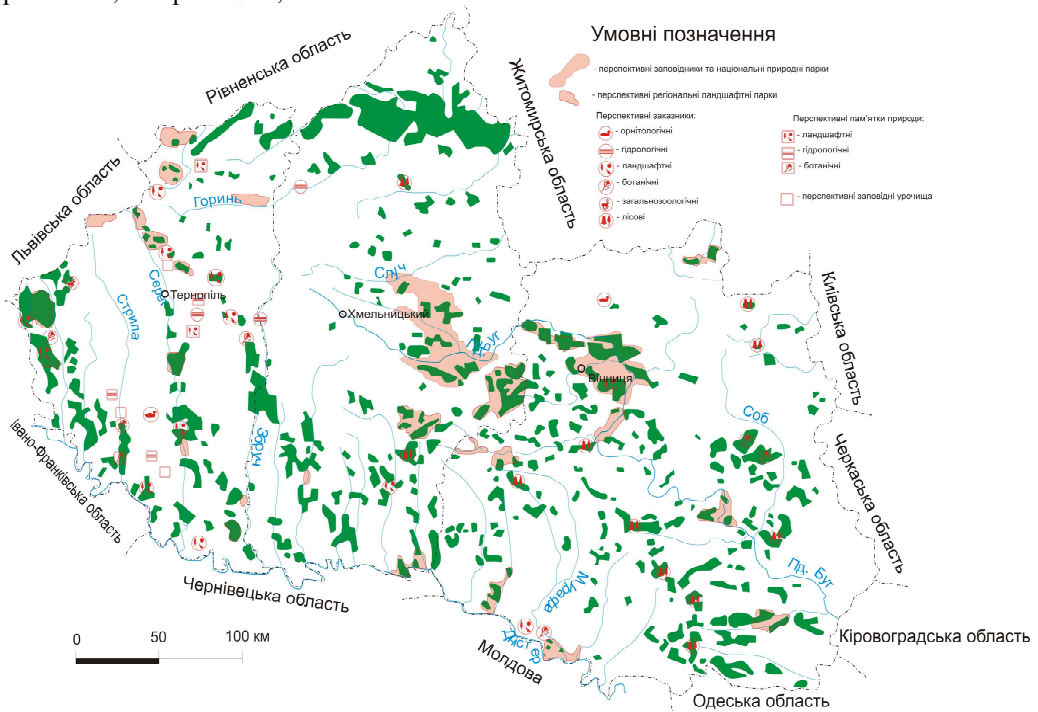 Умовні позначення
- перспективні заповідники та національні природні парки
- перспективні регіональні ландшафтні парки
Перспективні заказники:
- орнітологічні
- гідрологічні
- ландшафтні
- ботанічні
- загальнозоологічні
- лісові
Перспективні пам'ятки природи:
- ландшафтні
- гідрологічні
- ботанічні
- перспективні заповідні урочища
Рівненська область
Житомирська область
Львівська область
Горинь
Случ
Серет
Стрипа
Тернопіль
Хмельницький
Пд.Буг
Вінниця
Київська область
Соб
Збруч
Івано-Франківська область
Черкаська область
Пд. Буг
Чернівецька область
Мурафа
Дністер
Молдова
Кіровоградська область
Одеська область
0 50 100 км